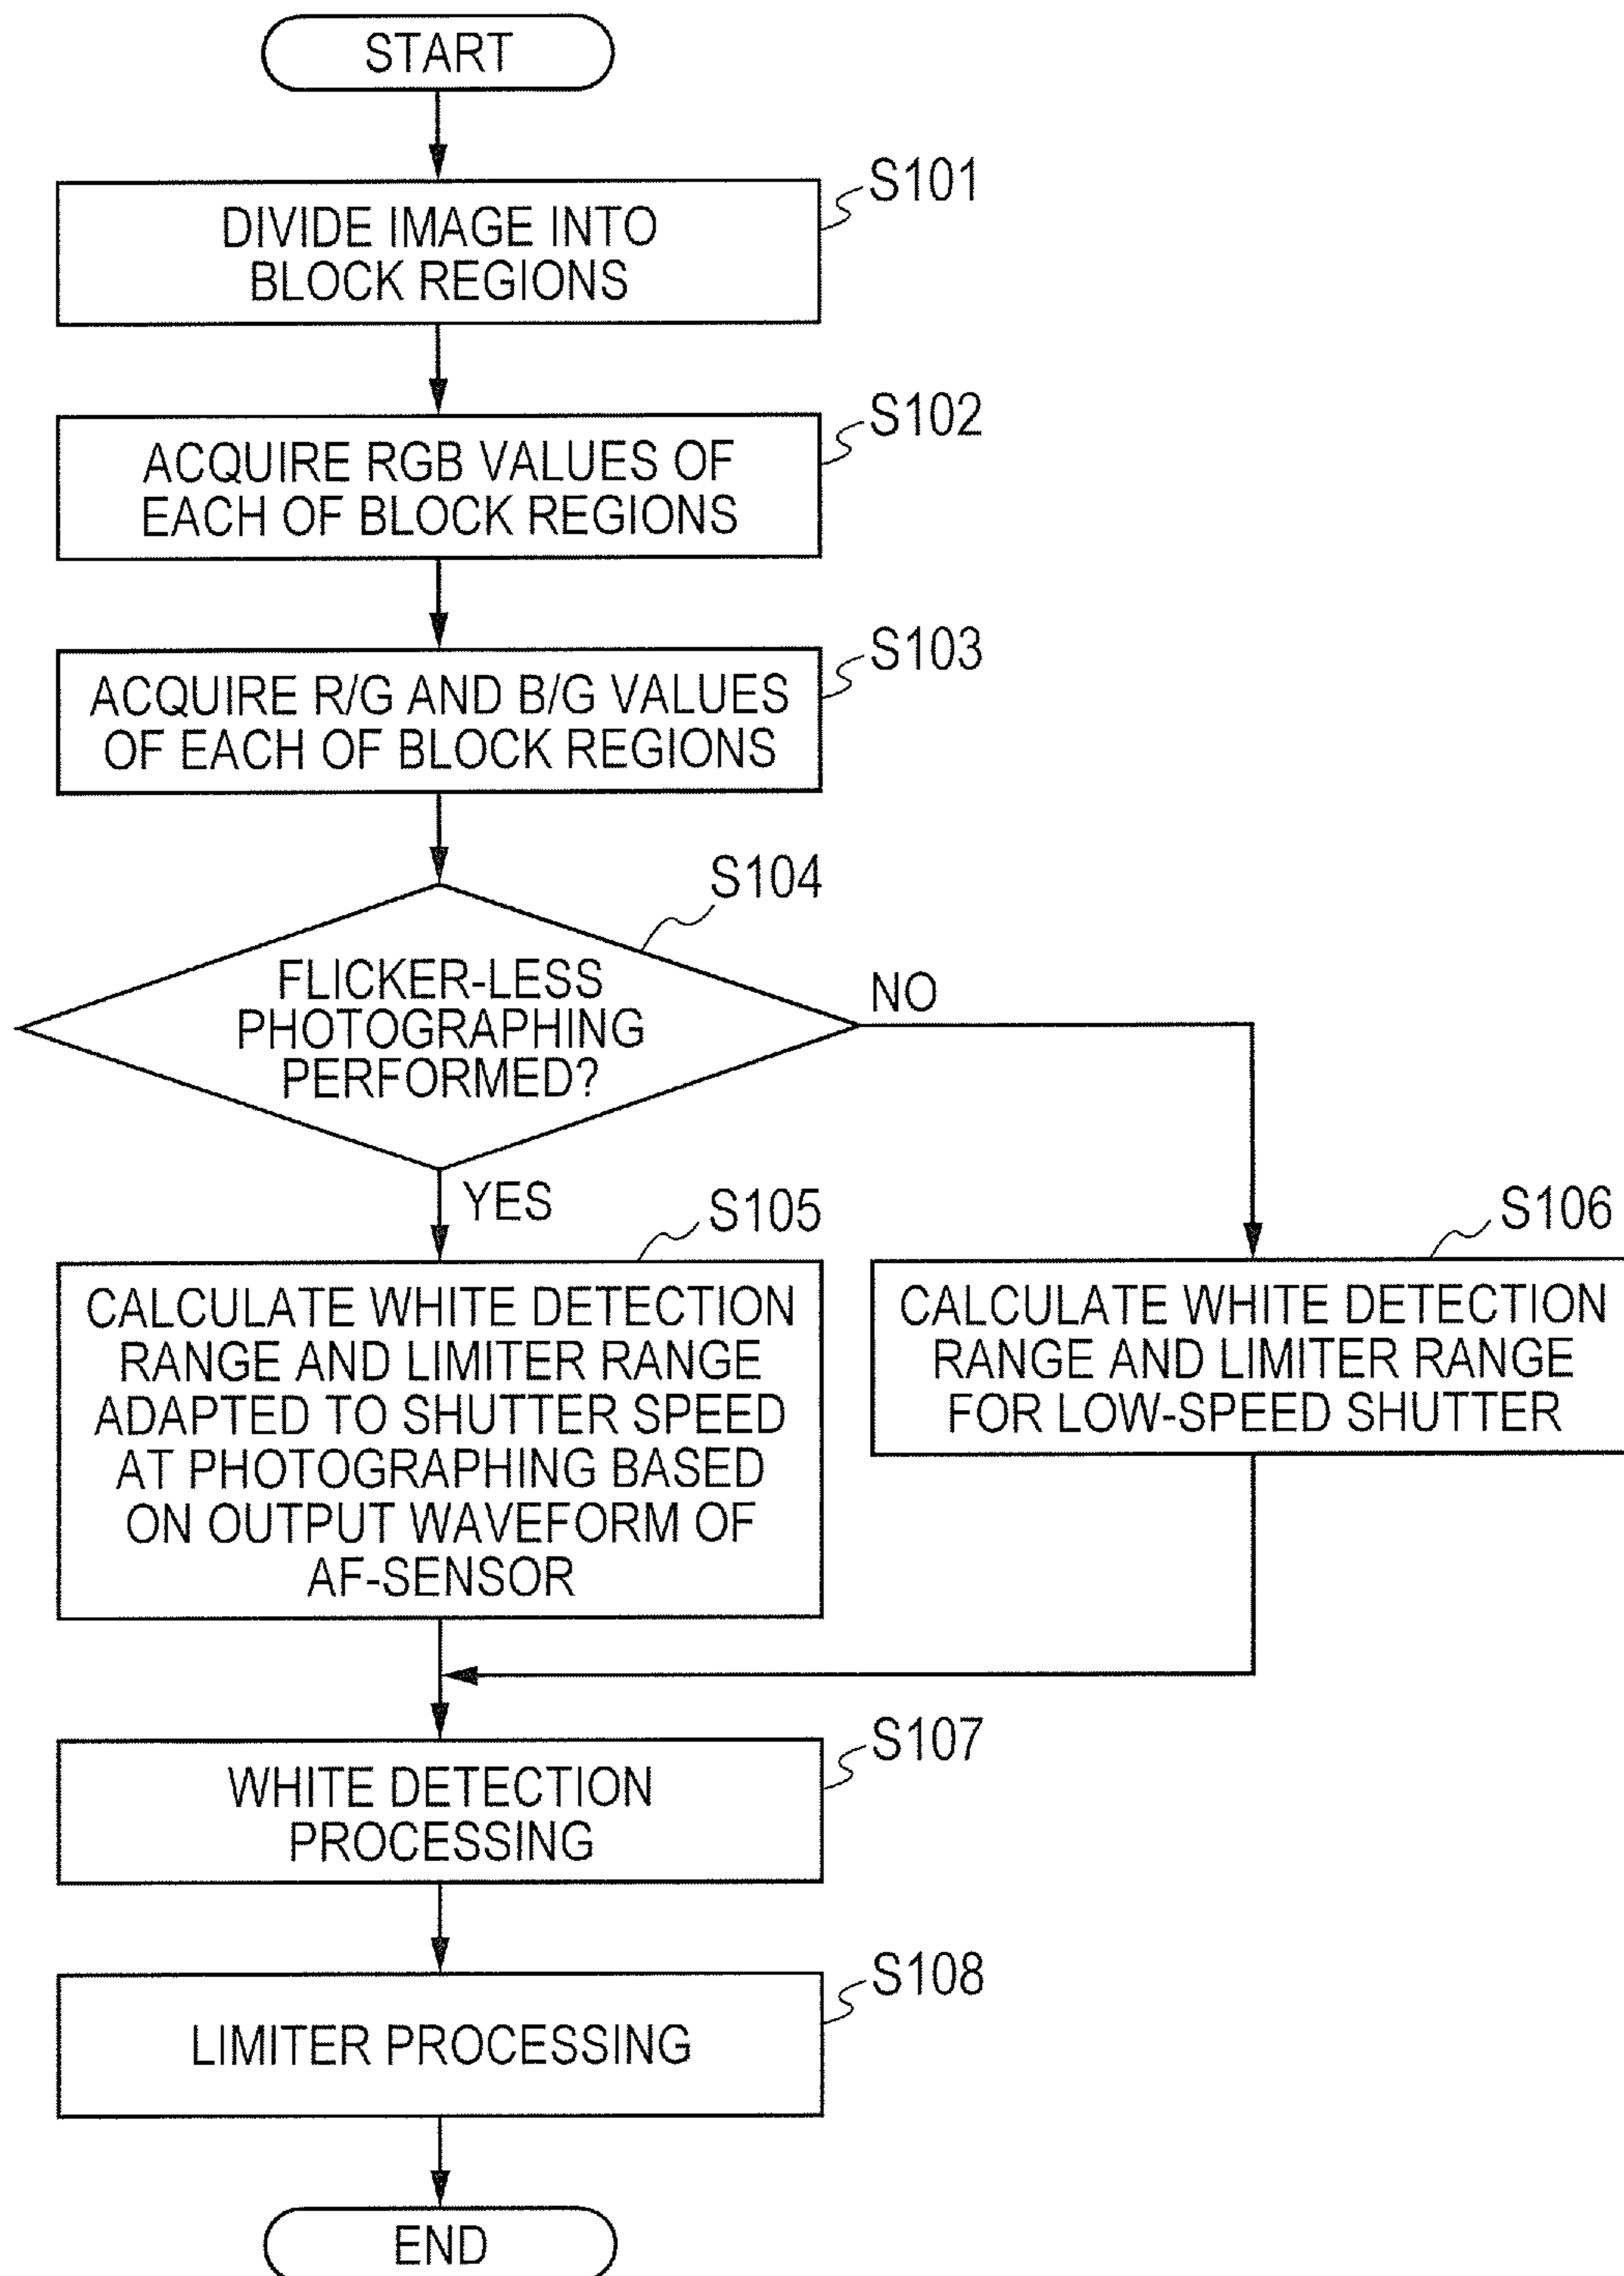 START
S101
DIVIDE IMAGE INTO
BLOCK REGIONS
S102
ACQUIRE RGB VALUES OF
EACH OF BLOCK REGIONS
S103
ACQUIRE R/G AND B/G VALUES
OF EACH OF BLOCK REGIONS
S104
FLICKER-LESS
PHOTOGRAPHING
PERFORMED?
NO
YES
S105
CALCULATE WHITE DETECTION
RANGE AND LIMITER RANGE
ADAPTED TO SHUTTER SPEED
AT PHOTOGRAPHING BASED
ON OUTPUT WAVEFORM OF
AF-SENSOR
S106
CALCULATE WHITE DETECTION
RANGE AND LIMITER RANGE
FOR LOW-SPEED SHUTTER
S107
WHITE DETECTION
PROCESSING
S108
LIMITER PROCESSING
END